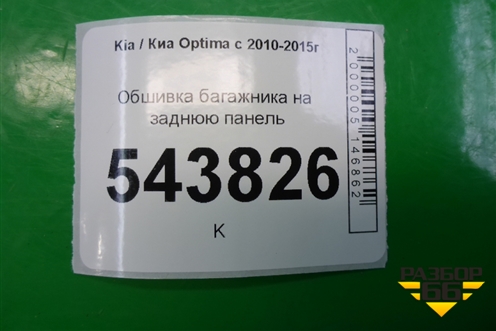 Kia / Киа Optima с 2010-2015г
Обшивка багажника на
заднюю панель
543826
K
2000005146862
РАЗБОР
66